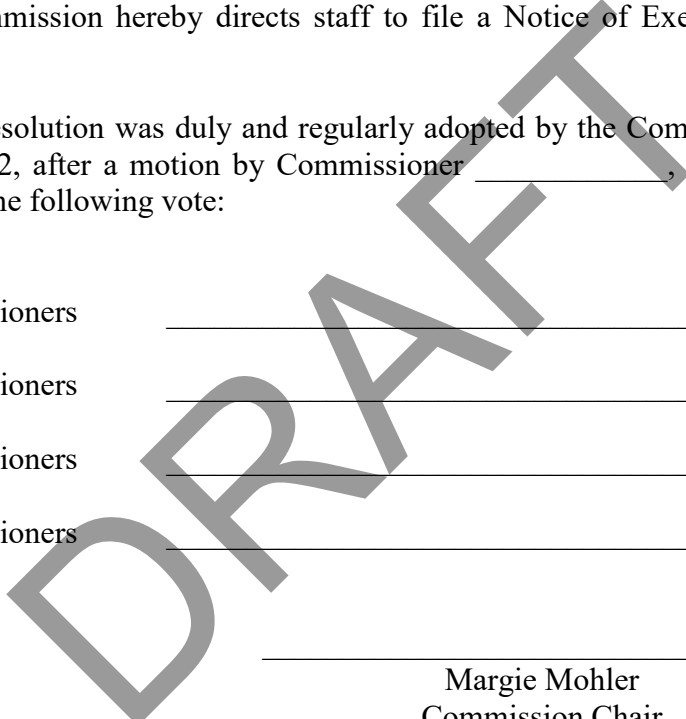 mmission hereby directs staff to file a Notice of Exe
solution was duly and regularly adopted by the Com
2, after a motion by Commissioner ____________,
he following vote:
ioners
ioners
ioners
ioners
Margie Mohler
Commission Chair
DRAFT